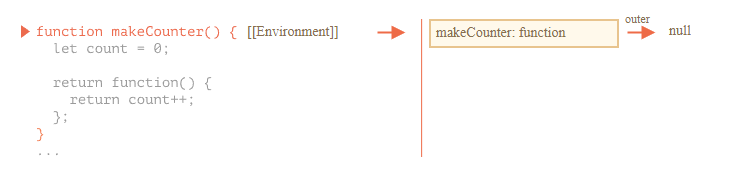 outer
function makeCounter() { [[Environment]] makeCounter: function null
  let count = 0;
  return function() {
    return count++;
  };
}
...